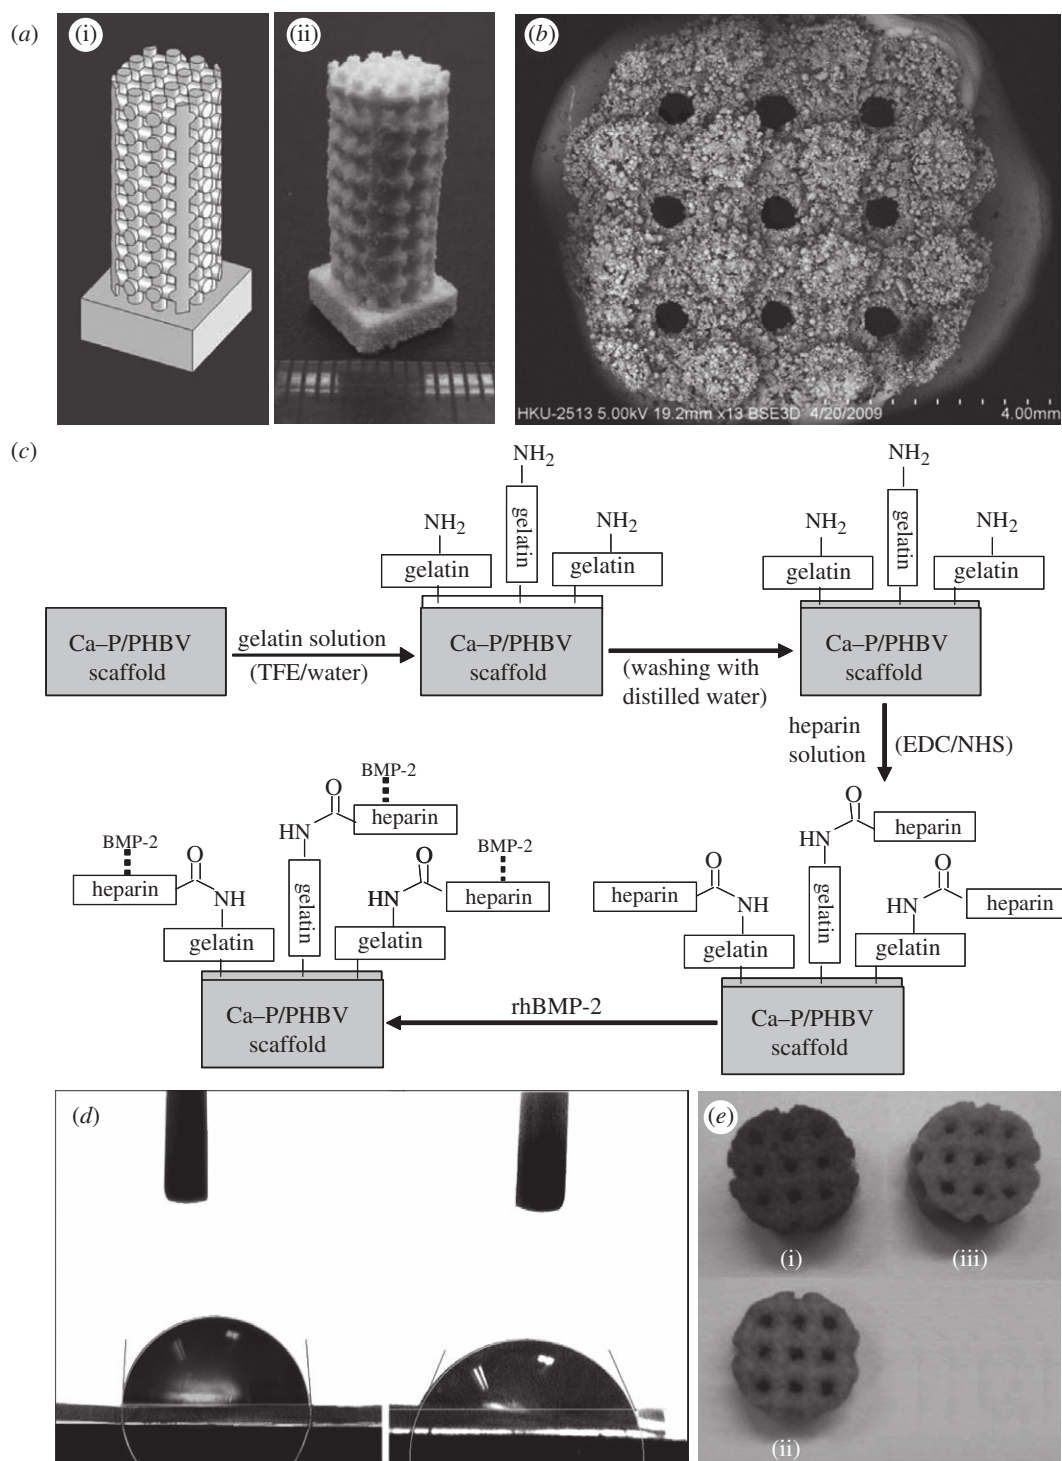 (a)
(i)
(ii)
(b)
HKU-2513 5.00kV 19.2mm x13 BSE3D 4/20/2009
4.00mm
(c)
NH2
NH2
NH2
gelatin
gelatin
gelatin
Ca–P/PHBV
scaffold
gelatin solution
(TFE/water)
Ca–P/PHBV
scaffold
(washing with
distilled water)
NH2
NH2
NH2
gelatin
gelatin
gelatin
Ca–P/PHBV
scaffold
heparin
solution
(EDC/NHS)
O
HN
heparin
O
NH
heparin
O
HN
heparin
gelatin
gelatin
gelatin
Ca–P/PHBV
scaffold
rhBMP-2
BMP-2
O
HN
heparin
BMP-2
O
NH
heparin
BMP-2
O
HN
heparin
gelatin
gelatin
gelatin
Ca–P/PHBV
scaffold
(d)
(e)
(i)
(iii)
(ii)